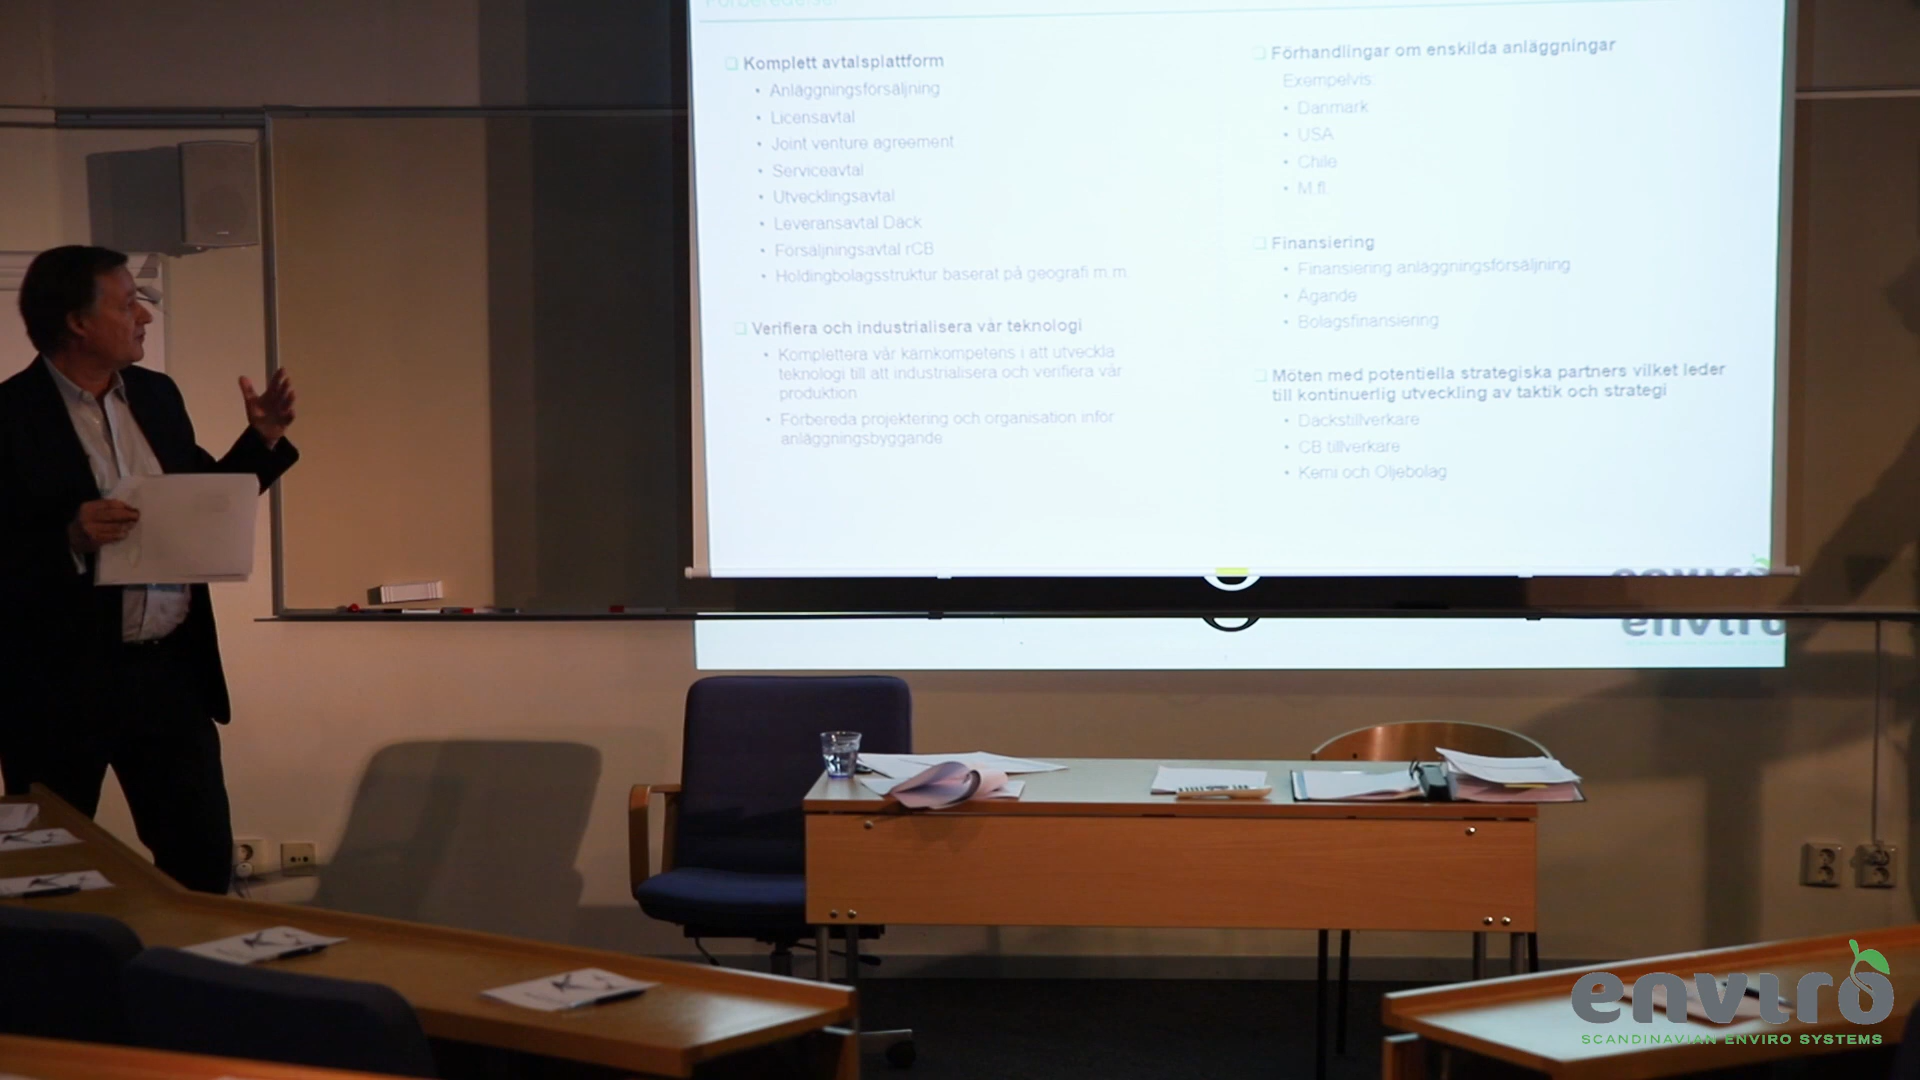 Förberedelser
Komplett avtalsplattform
• Anläggningsförsäljning
• Licensavtal
• Joint venture agreement
• Serviceavtal
• Utvecklingsavtal
• Leveransavtal Däck
• Försäljningsavtal rCB
• Holdingbolagsstruktur baserat på geografi m.m.
Verifiera och industrialisera vår teknologi
• Komplettera vår kärnkompetens i att utveckla
teknologi till att industrialisera och verifiera vår
produktion
• Förbereda projektering och organisation inför
anläggningsbyggande
Förhandlingar om enskilda anläggningar
Exempelvis:
• Danmark
• USA
• Chile
• M.fl.
Finansiering
• Finansiering anläggningsförsäljning
• Ägande
• Bolagsfinansiering
Möten med potentiella strategiska partners vilket leder
till kontinuerlig utveckling av taktik och strategi
• Däckstillverkare
• CB tillverkare
• Kemi och Oljebolag
enviro
enviro
enviro
SCANDINAVIAN ENVIRO SYSTEMS